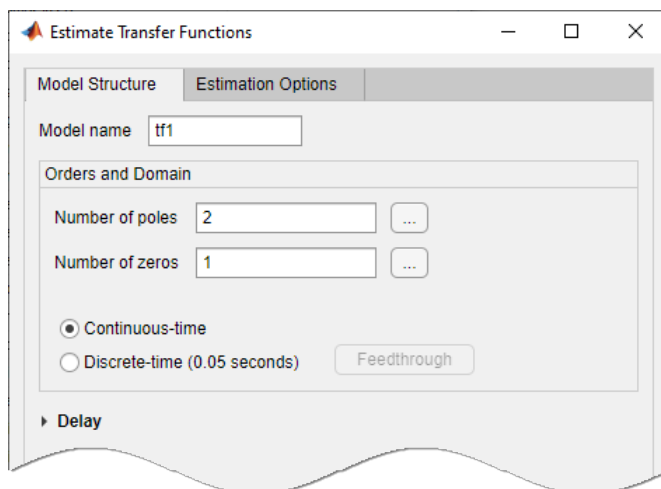 Estimate Transfer Functions
Model Structure Estimation Options
Model name tf1
Orders and Domain
Number of poles 2 ...
Number of zeros 1 ...
Continuous-time
Discrete-time (0.05 seconds) Feedthrough
Delay